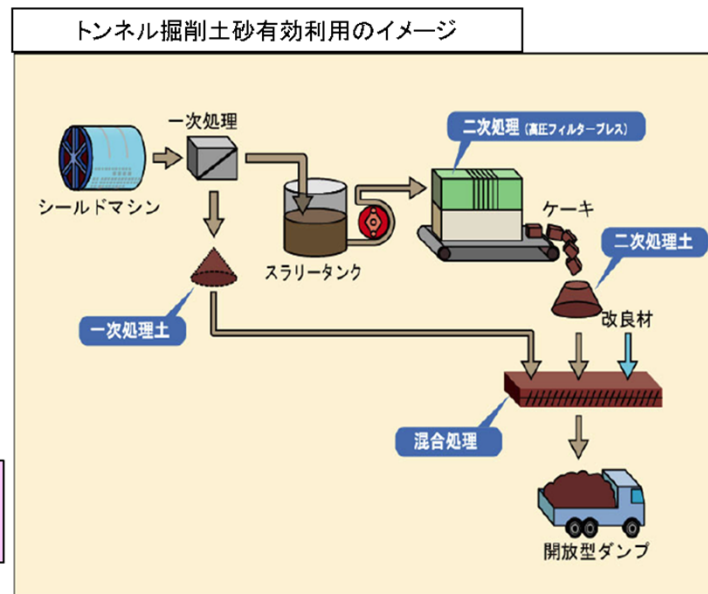 トンネル掘削土砂有効利用のイメージ
一次処理
二次処理(高圧フィルタープレス)
シールドマシン
ケーキ
スラリータンク
二次処理土
一次処理土
改良材
混合処理
開放型ダンプ